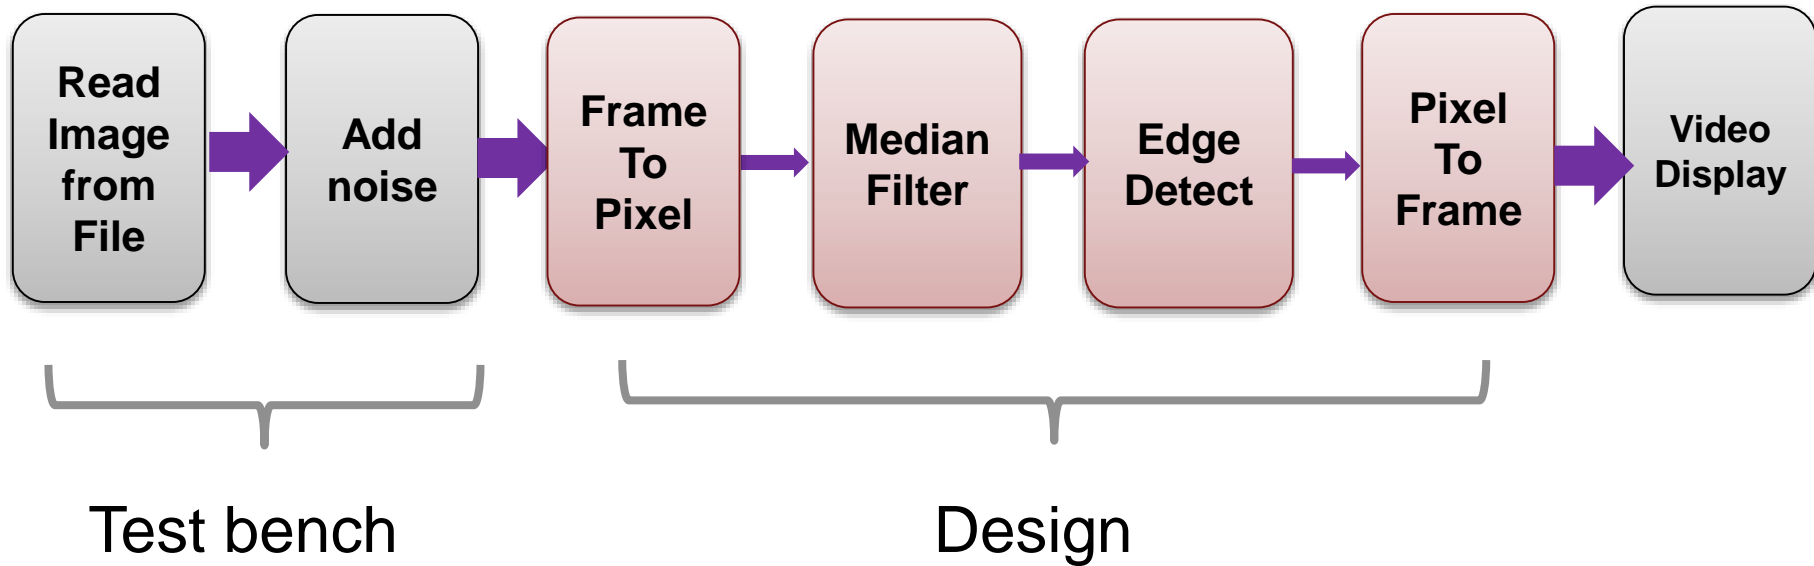 Read
Image
from
File
Add
noise
Frame
To
Pixel
Median
Filter
Edge
Detect
Pixel
To
Frame
Video
Display
Test bench
Design